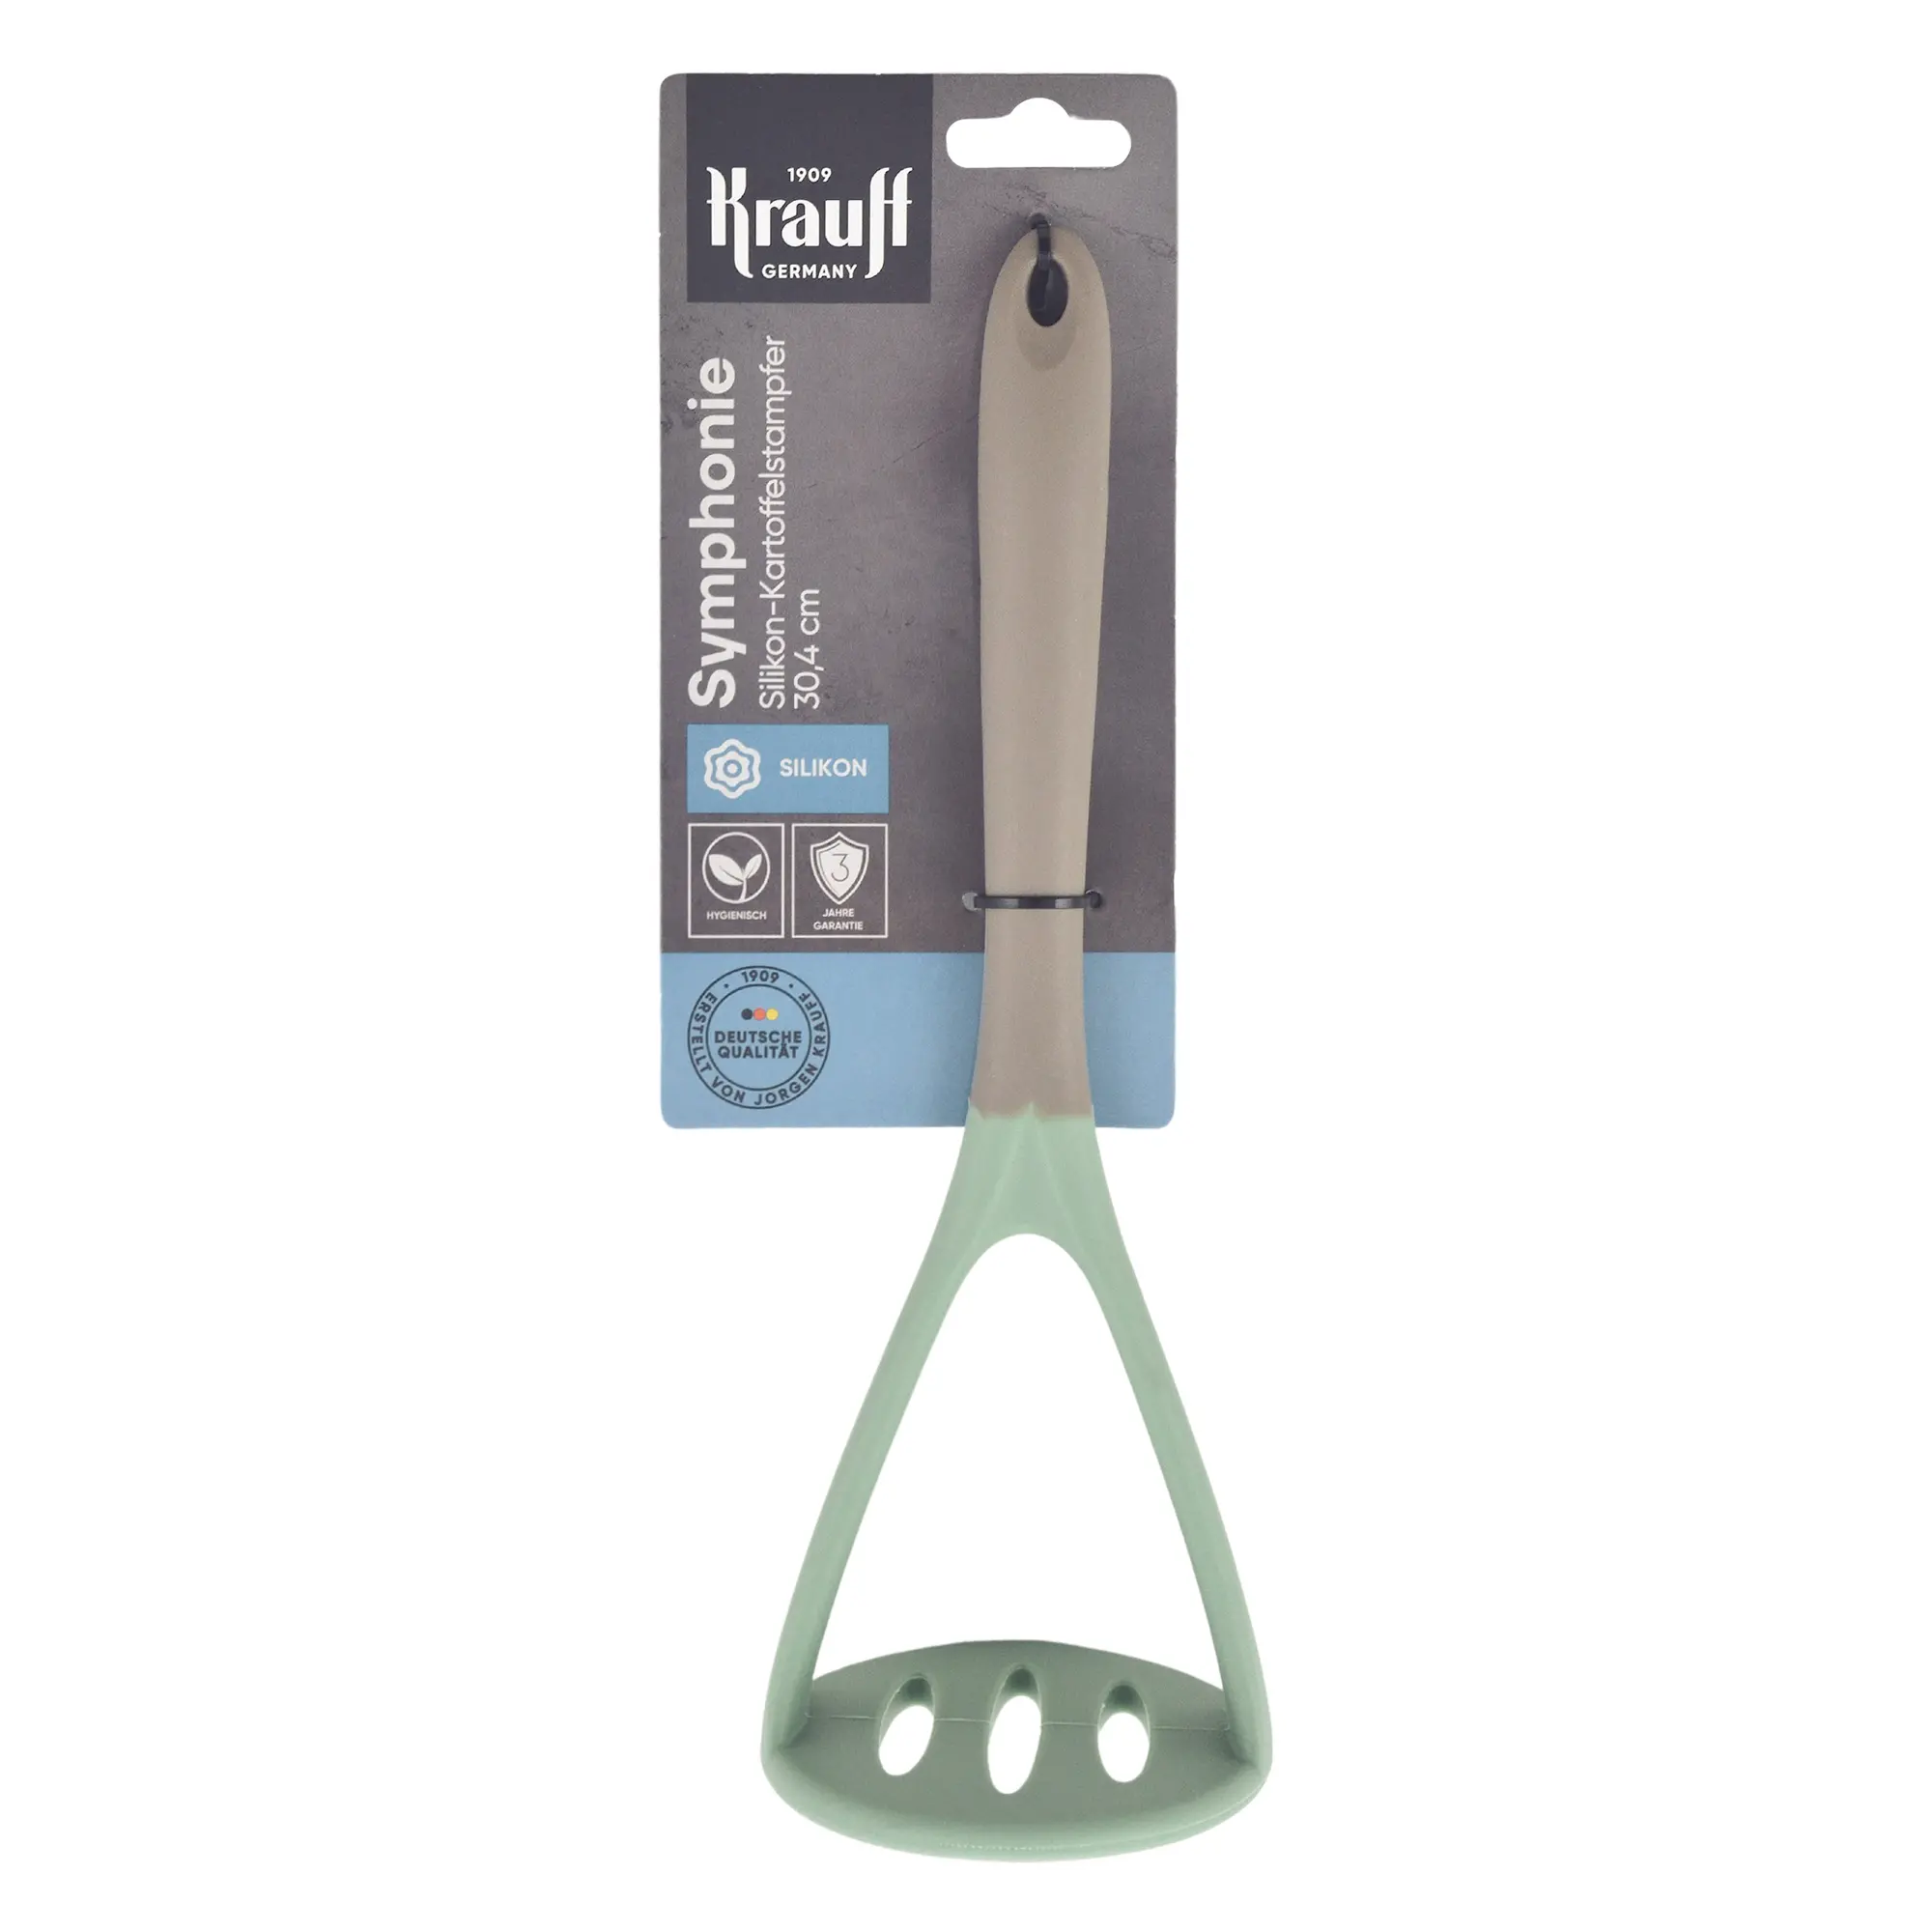 1909
Krauff
GERMANY
Symphonie
Silikon-Kartoffelstampfer
30,4 cm
SILIKON
HYGIENISCH
3
JAHRE
GARANTIE
· 1909 ·
ERSTELLT VON JORGEN KRAUFF
DEUTSCHE
QUALITÄT